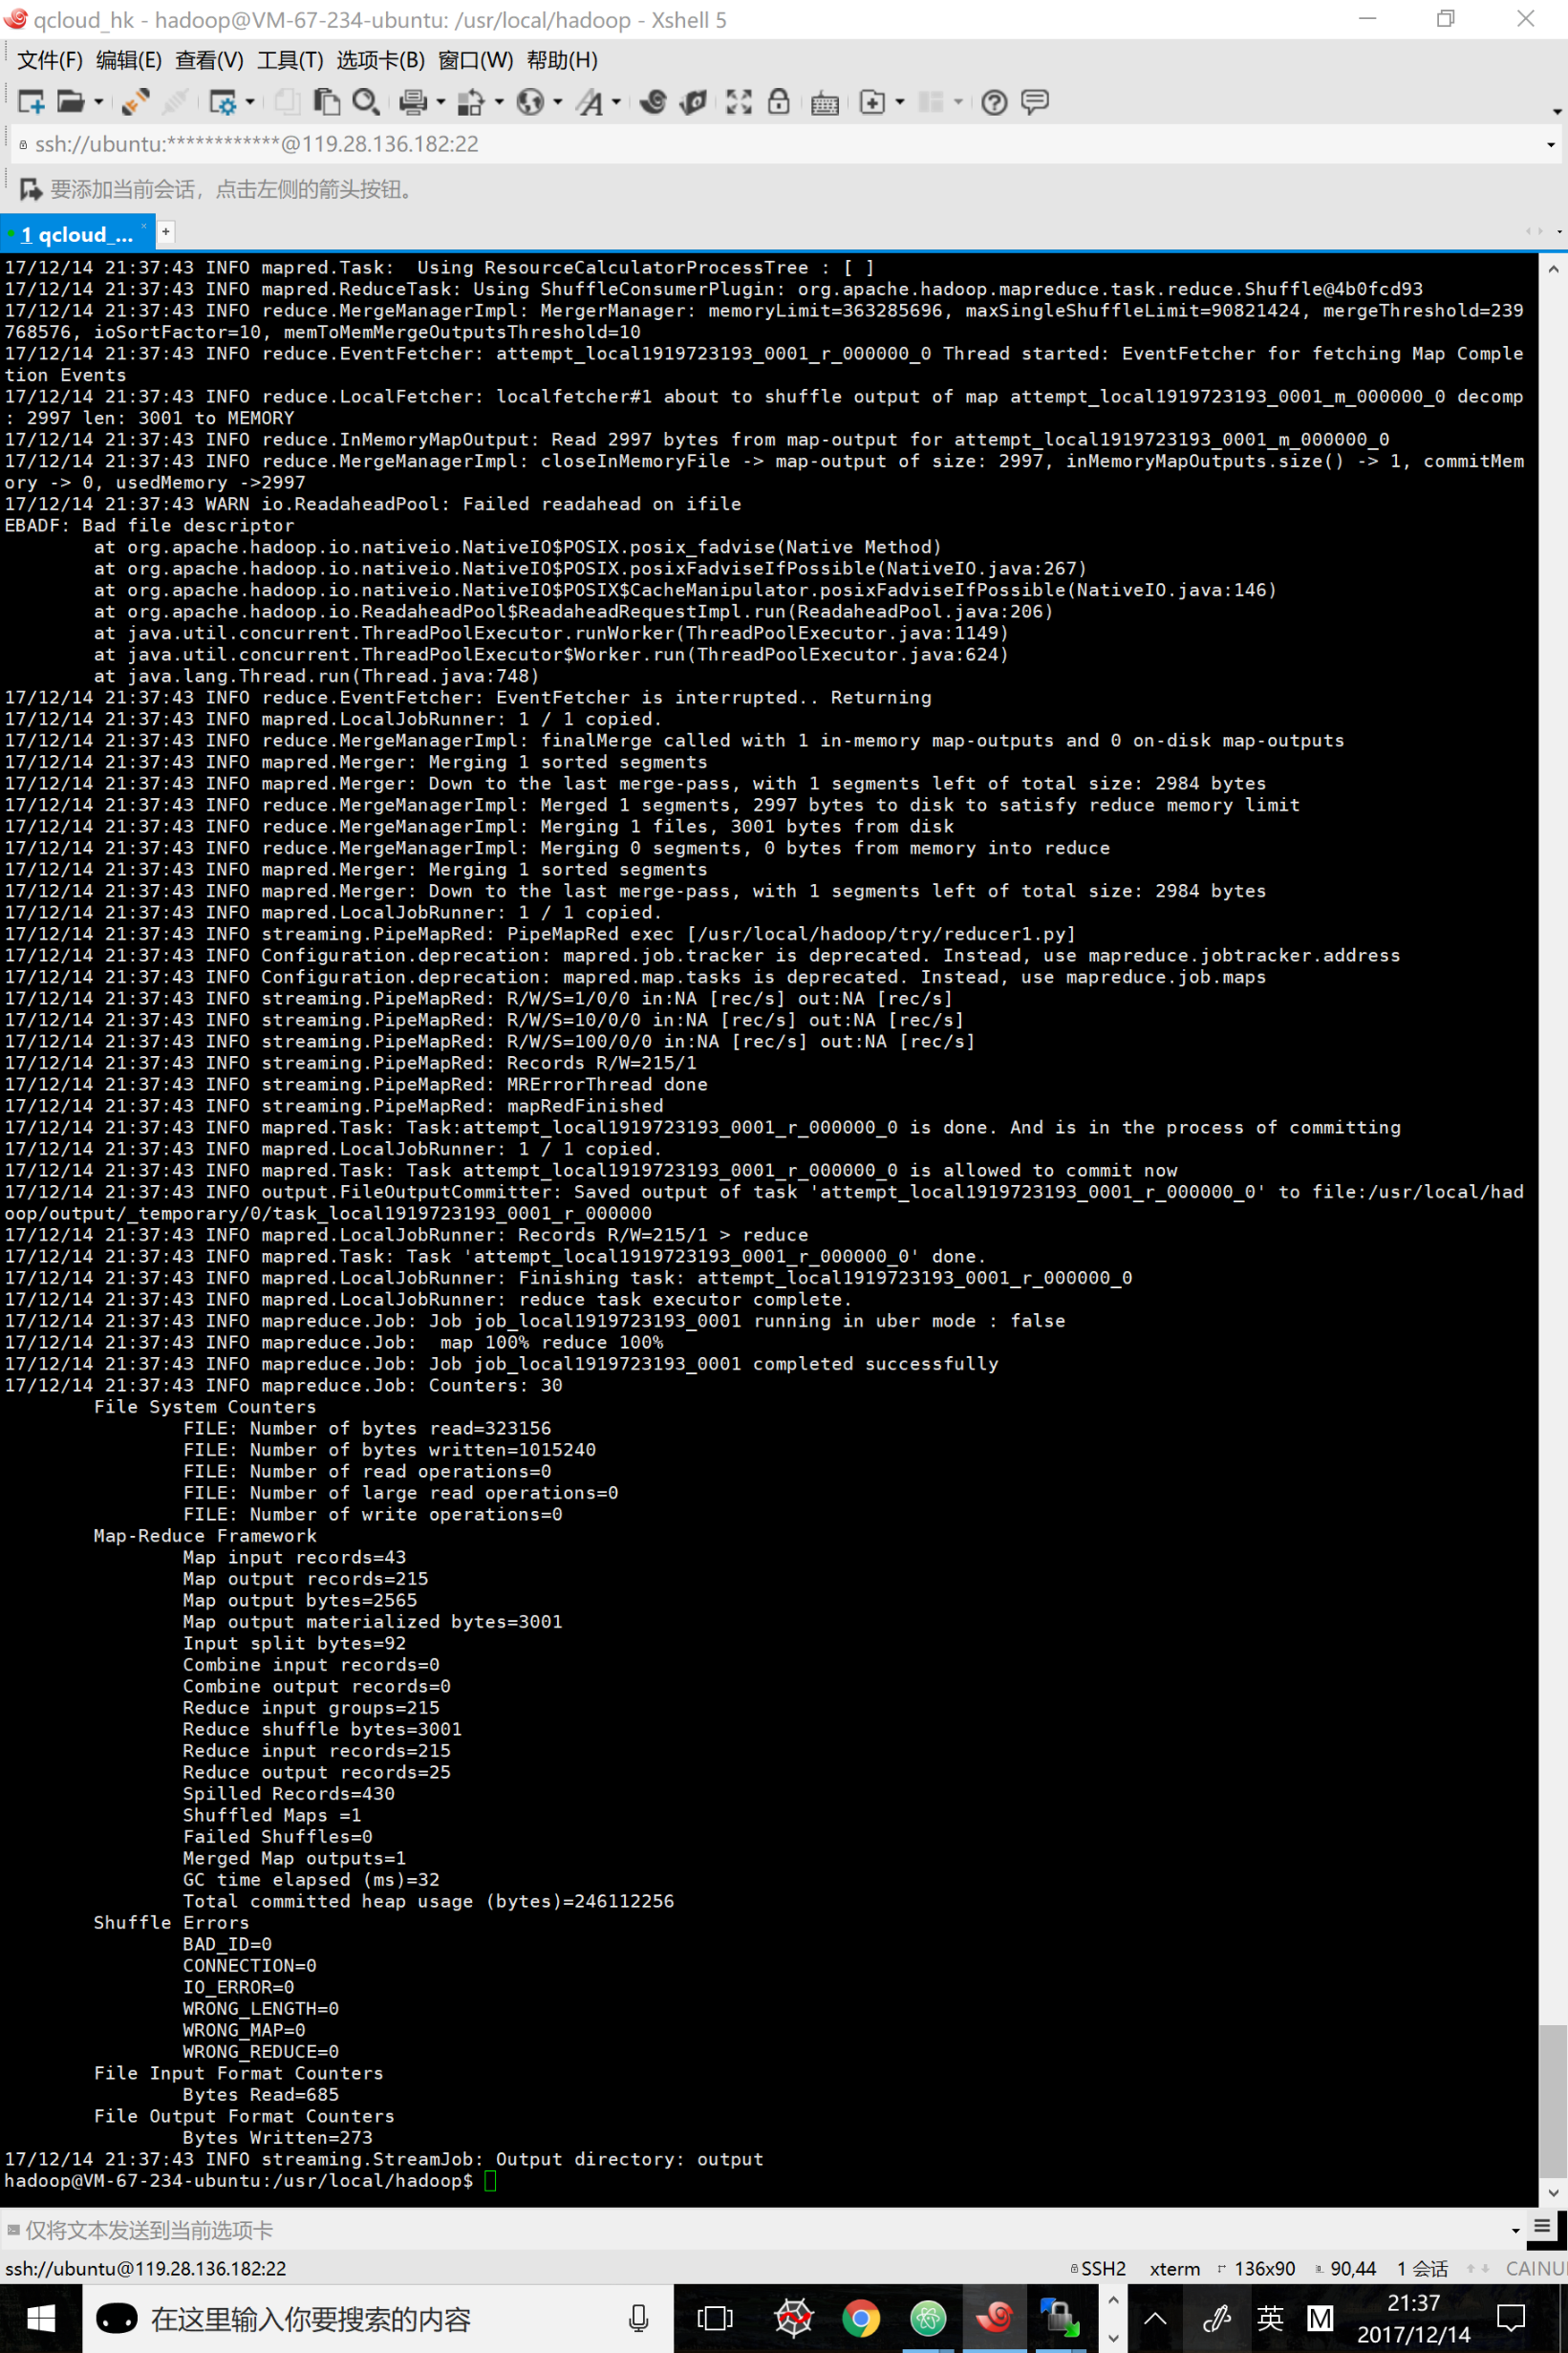 qcloud_hk - hadoop@VM-67-234-ubuntu: /usr/local/hadoop - Xshell 5
文件(F) 编辑(E) 查看(V) 工具(T) 选项卡(B) 窗口(W) 帮助(H)
ssh://ubuntu:************@119.28.136.182:22
要添加当前会话，点击左侧的箭头按钮。
1 qcloud_... × +
17/12/14 21:37:43 INFO mapred.Task:  Using ResourceCalculatorProcessTree : [ ]
17/12/14 21:37:43 INFO mapred.ReduceTask: Using ShuffleConsumerPlugin: org.apache.hadoop.mapreduce.task.reduce.Shuffle@4b0fcd93
17/12/14 21:37:43 INFO reduce.MergeManagerImpl: MergerManager: memoryLimit=363285696, maxSingleShuffleLimit=90821424, mergeThreshold=239
768576, ioSortFactor=10, memToMemMergeOutputsThreshold=10
17/12/14 21:37:43 INFO reduce.EventFetcher: attempt_local1919723193_0001_r_000000_0 Thread started: EventFetcher for fetching Map Comple
tion Events
17/12/14 21:37:43 INFO reduce.LocalFetcher: localfetcher#1 about to shuffle output of map attempt_local1919723193_0001_m_000000_0 decomp
: 2997 len: 3001 to MEMORY
17/12/14 21:37:43 INFO reduce.InMemoryMapOutput: Read 2997 bytes from map-output for attempt_local1919723193_0001_m_000000_0
17/12/14 21:37:43 INFO reduce.MergeManagerImpl: closeInMemoryFile -> map-output of size: 2997, inMemoryMapOutputs.size() -> 1, commitMem
ory -> 0, usedMemory ->2997
17/12/14 21:37:43 WARN io.ReadaheadPool: Failed readahead on ifile
EBADF: Bad file descriptor
at org.apache.hadoop.io.nativeio.NativeIO$POSIX.posix_fadvise(Native Method)
at org.apache.hadoop.io.nativeio.NativeIO$POSIX.posixFadviseIfPossible(NativeIO.java:267)
at org.apache.hadoop.io.nativeio.NativeIO$POSIX$CacheManipulator.posixFadviseIfPossible(NativeIO.java:146)
at org.apache.hadoop.io.ReadaheadPool$ReadaheadRequestImpl.run(ReadaheadPool.java:206)
at java.util.concurrent.ThreadPoolExecutor.runWorker(ThreadPoolExecutor.java:1149)
at java.util.concurrent.ThreadPoolExecutor$Worker.run(ThreadPoolExecutor.java:624)
at java.lang.Thread.run(Thread.java:748)
17/12/14 21:37:43 INFO reduce.EventFetcher: EventFetcher is interrupted.. Returning
17/12/14 21:37:43 INFO mapred.LocalJobRunner: 1 / 1 copied.
17/12/14 21:37:43 INFO reduce.MergeManagerImpl: finalMerge called with 1 in-memory map-outputs and 0 on-disk map-outputs
17/12/14 21:37:43 INFO mapred.Merger: Merging 1 sorted segments
17/12/14 21:37:43 INFO mapred.Merger: Down to the last merge-pass, with 1 segments left of total size: 2984 bytes
17/12/14 21:37:43 INFO reduce.MergeManagerImpl: Merged 1 segments, 2997 bytes to disk to satisfy reduce memory limit
17/12/14 21:37:43 INFO reduce.MergeManagerImpl: Merging 1 files, 3001 bytes from disk
17/12/14 21:37:43 INFO reduce.MergeManagerImpl: Merging 0 segments, 0 bytes from memory into reduce
17/12/14 21:37:43 INFO mapred.Merger: Merging 1 sorted segments
17/12/14 21:37:43 INFO mapred.Merger: Down to the last merge-pass, with 1 segments left of total size: 2984 bytes
17/12/14 21:37:43 INFO mapred.LocalJobRunner: 1 / 1 copied.
17/12/14 21:37:43 INFO streaming.PipeMapRed: PipeMapRed exec [/usr/local/hadoop/try/reducer1.py]
17/12/14 21:37:43 INFO Configuration.deprecation: mapred.job.tracker is deprecated. Instead, use mapreduce.jobtracker.address
17/12/14 21:37:43 INFO Configuration.deprecation: mapred.map.tasks is deprecated. Instead, use mapreduce.job.maps
17/12/14 21:37:43 INFO streaming.PipeMapRed: R/W/S=1/0/0 in:NA [rec/s] out:NA [rec/s]
17/12/14 21:37:43 INFO streaming.PipeMapRed: R/W/S=10/0/0 in:NA [rec/s] out:NA [rec/s]
17/12/14 21:37:43 INFO streaming.PipeMapRed: R/W/S=100/0/0 in:NA [rec/s] out:NA [rec/s]
17/12/14 21:37:43 INFO streaming.PipeMapRed: Records R/W=215/1
17/12/14 21:37:43 INFO streaming.PipeMapRed: MRErrorThread done
17/12/14 21:37:43 INFO streaming.PipeMapRed: mapRedFinished
17/12/14 21:37:43 INFO mapred.Task: Task:attempt_local1919723193_0001_r_000000_0 is done. And is in the process of committing
17/12/14 21:37:43 INFO mapred.LocalJobRunner: 1 / 1 copied.
17/12/14 21:37:43 INFO mapred.Task: Task attempt_local1919723193_0001_r_000000_0 is allowed to commit now
17/12/14 21:37:43 INFO output.FileOutputCommitter: Saved output of task 'attempt_local1919723193_0001_r_000000_0' to file:/usr/local/had
oop/output/_temporary/0/task_local1919723193_0001_r_000000
17/12/14 21:37:43 INFO mapred.LocalJobRunner: Records R/W=215/1 > reduce
17/12/14 21:37:43 INFO mapred.Task: Task 'attempt_local1919723193_0001_r_000000_0' done.
17/12/14 21:37:43 INFO mapred.LocalJobRunner: Finishing task: attempt_local1919723193_0001_r_000000_0
17/12/14 21:37:43 INFO mapred.LocalJobRunner: reduce task executor complete.
17/12/14 21:37:43 INFO mapreduce.Job: Job job_local1919723193_0001 running in uber mode : false
17/12/14 21:37:43 INFO mapreduce.Job:  map 100% reduce 100%
17/12/14 21:37:43 INFO mapreduce.Job: Job job_local1919723193_0001 completed successfully
17/12/14 21:37:43 INFO mapreduce.Job: Counters: 30
File System Counters
FILE: Number of bytes read=323156
FILE: Number of bytes written=1015240
FILE: Number of read operations=0
FILE: Number of large read operations=0
FILE: Number of write operations=0
Map-Reduce Framework
Map input records=43
Map output records=215
Map output bytes=2565
Map output materialized bytes=3001
Input split bytes=92
Combine input records=0
Combine output records=0
Reduce input groups=215
Reduce shuffle bytes=3001
Reduce input records=215
Reduce output records=25
Spilled Records=430
Shuffled Maps =1
Failed Shuffles=0
Merged Map outputs=1
GC time elapsed (ms)=32
Total committed heap usage (bytes)=246112256
Shuffle Errors
BAD_ID=0
CONNECTION=0
IO_ERROR=0
WRONG_LENGTH=0
WRONG_MAP=0
WRONG_REDUCE=0
File Input Format Counters
Bytes Read=685
File Output Format Counters
Bytes Written=273
17/12/14 21:37:43 INFO streaming.StreamJob: Output directory: output
hadoop@VM-67-234-ubuntu:/usr/local/hadoop$
仅将文本发送到当前选项卡
ssh://ubuntu@119.28.136.182:22 SSH2 xterm 136x90 90,44 1 会话 CAINU
在这里输入你要搜索的内容 英 M 21:37
2017/12/14